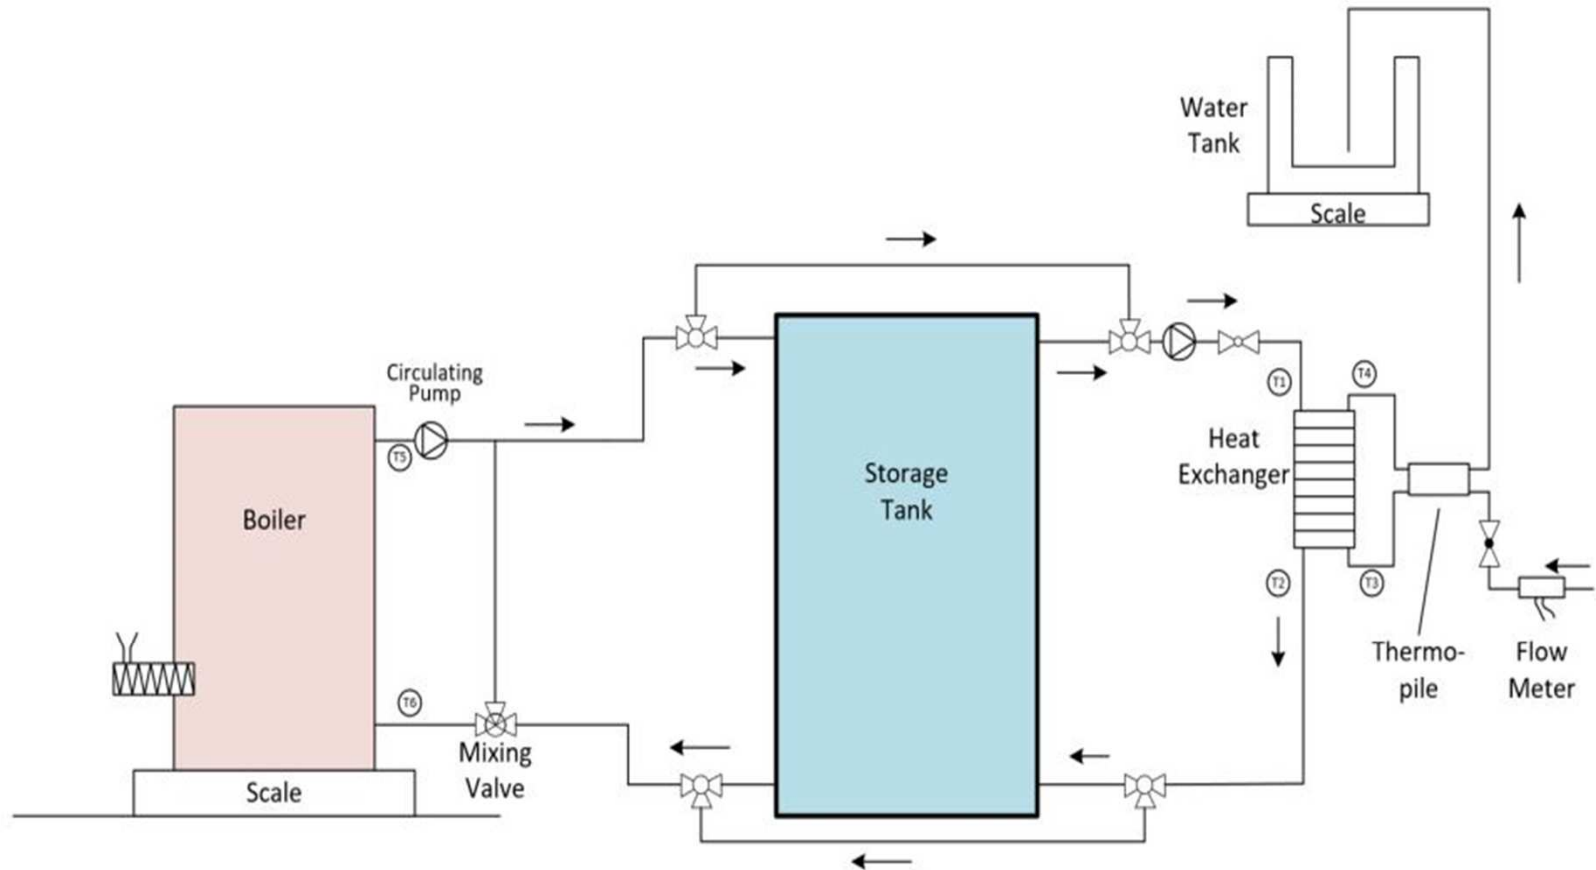 Water
Tank
Scale
Circulating
Pump
T5
Boiler
T6
Mixing
Valve
Scale
Storage
Tank
T1
T4
Heat
Exchanger
T2
T3
Thermo-
pile
Flow
Meter